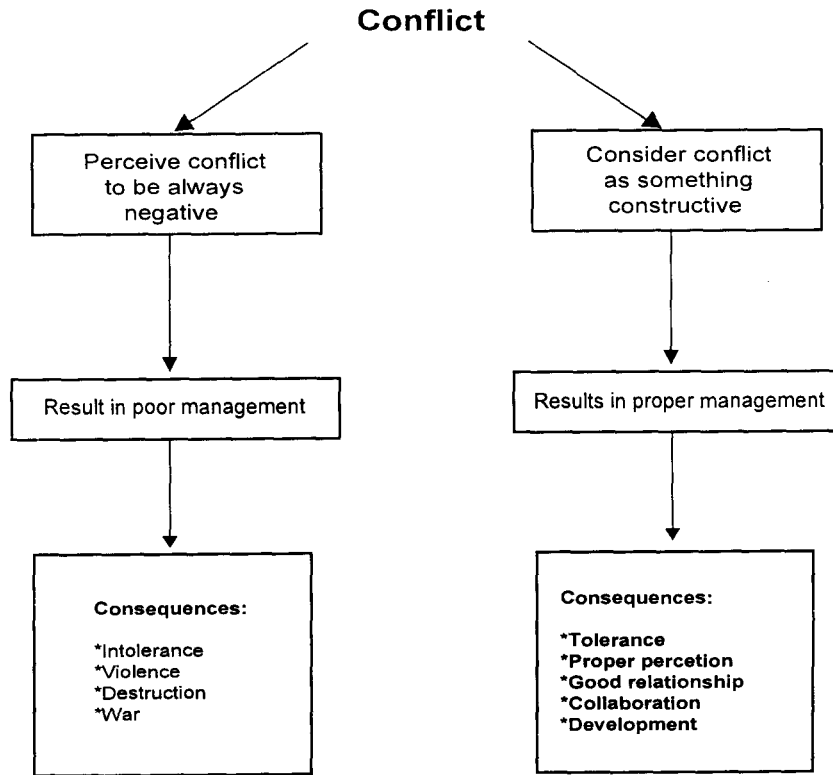 Conflict
Perceive conflict
to be always
negative
Consider conflict
as something
constructive
Result in poor management
Results in proper management
Consequences:
*Intolerance
*Violence
*Destruction
*War
Consequences:
*Tolerance
*Proper percetion
*Good relationship
*Collaboration
*Development